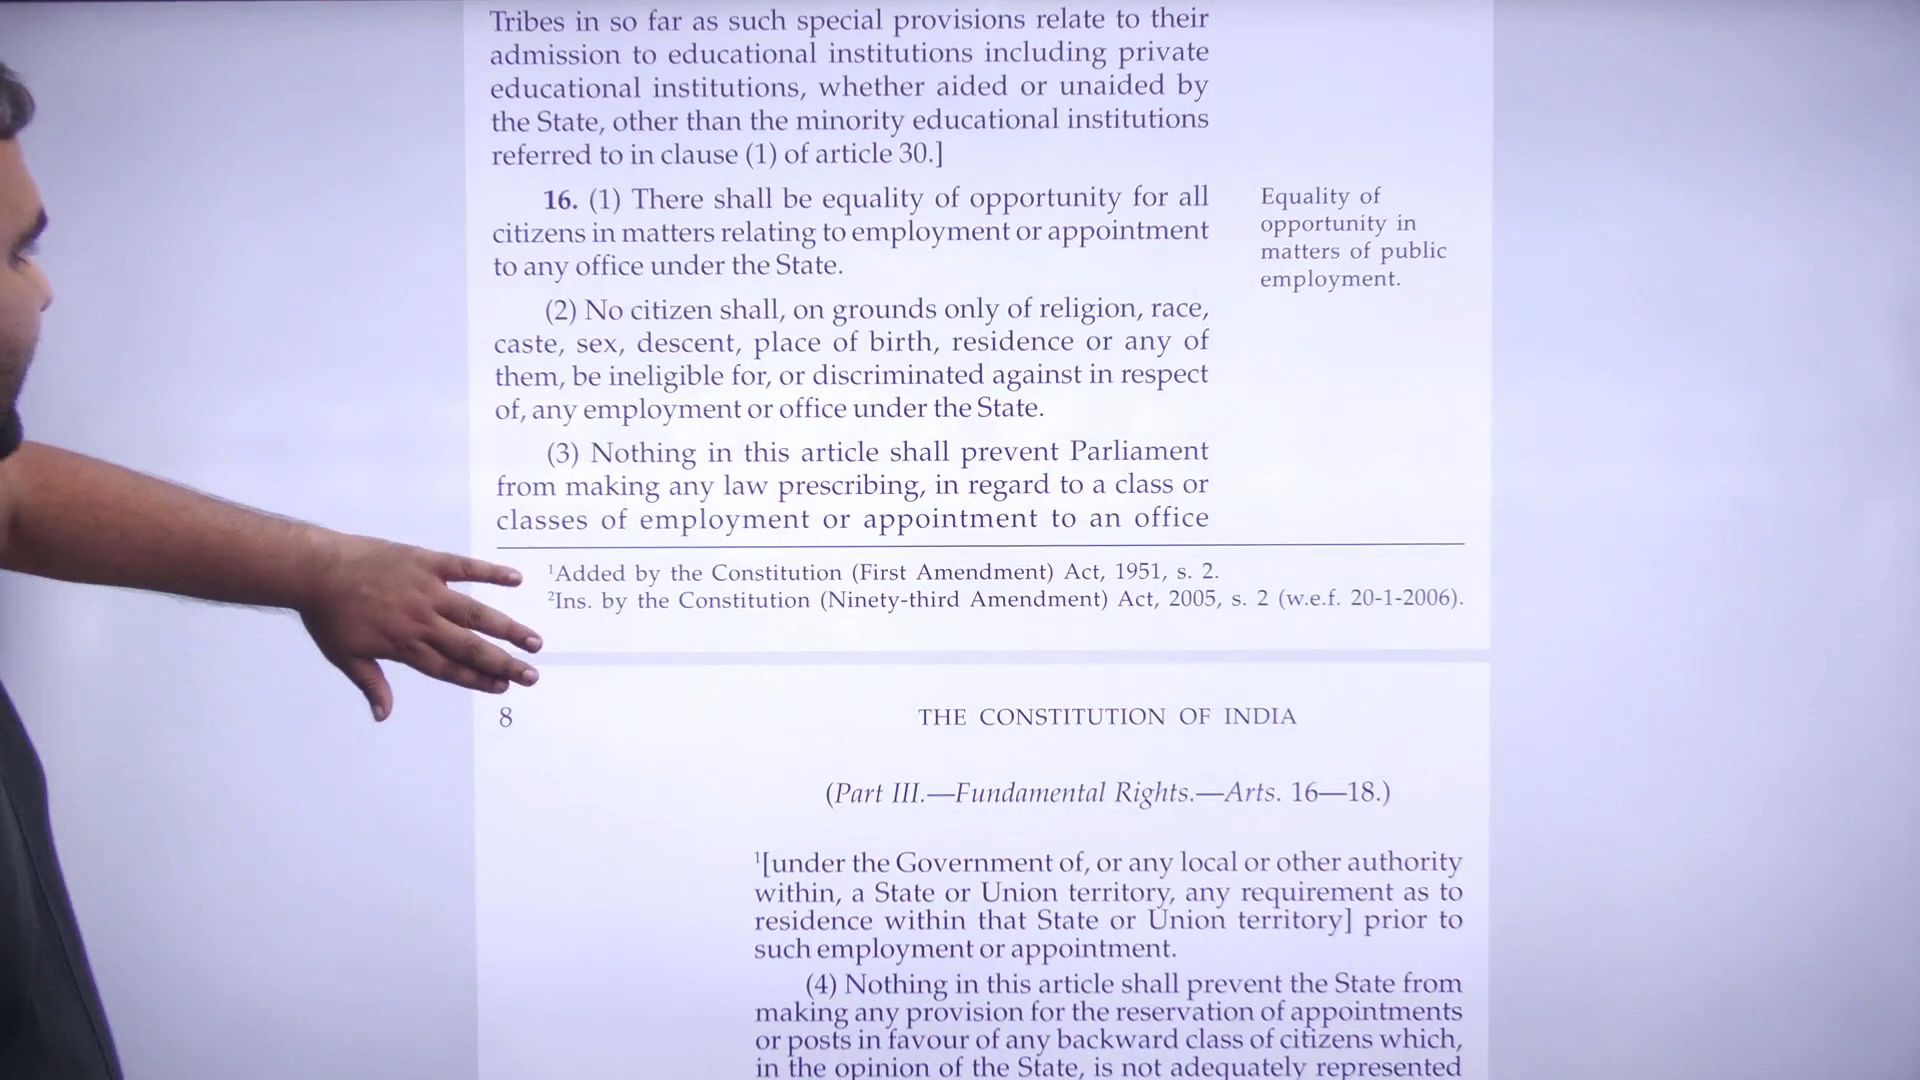 Tribes in so far as such special provisions relate to their
admission to educational institutions including private
educational institutions, whether aided or unaided by
the State, other than the minority educational institutions
referred to in clause (1) of article 30.]
16. (1) There shall be equality of opportunity for all
citizens in matters relating to employment or appointment
to any office under the State.
Equality of
opportunity in
matters of public
employment.
(2) No citizen shall, on grounds only of religion, race,
caste, sex, descent, place of birth, residence or any of
them, be ineligible for, or discriminated against in respect
of, any employment or office under the State.
(3) Nothing in this article shall prevent Parliament
from making any law prescribing, in regard to a class or
classes of employment or appointment to an office
¹Added by the Constitution (First Amendment) Act, 1951, s. 2.
²Ins. by the Constitution (Ninety-third Amendment) Act, 2005, s. 2 (w.e.f. 20-1-2006).
8
THE CONSTITUTION OF INDIA
(Part III.—Fundamental Rights.—Arts. 16—18.)
¹[under the Government of, or any local or other authority
within, a State or Union territory, any requirement as to
residence within that State or Union territory] prior to
such employment or appointment.
(4) Nothing in this article shall prevent the State from
making any provision for the reservation of appointments
or posts in favour of any backward class of citizens which,
in the opinion of the State, is not adequately represented